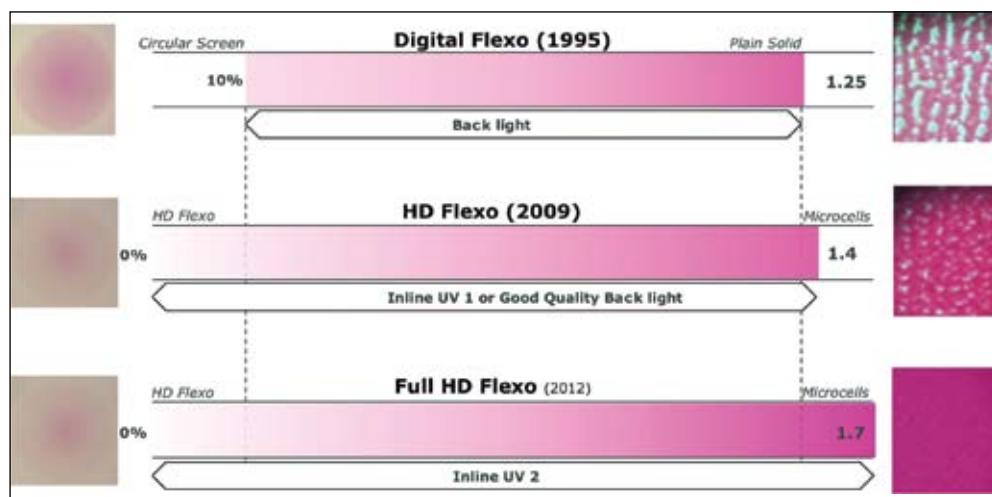 Circular Screen
Digital Flexo (1995)
Plain Solid
10%
1.25
Back light
HD Flexo
HD Flexo (2009)
Microcells
0%
1.4
Inline UV 1 or Good Quality Back light
HD Flexo
Full HD Flexo (2012)
Microcells
0%
1.7
Inline UV 2